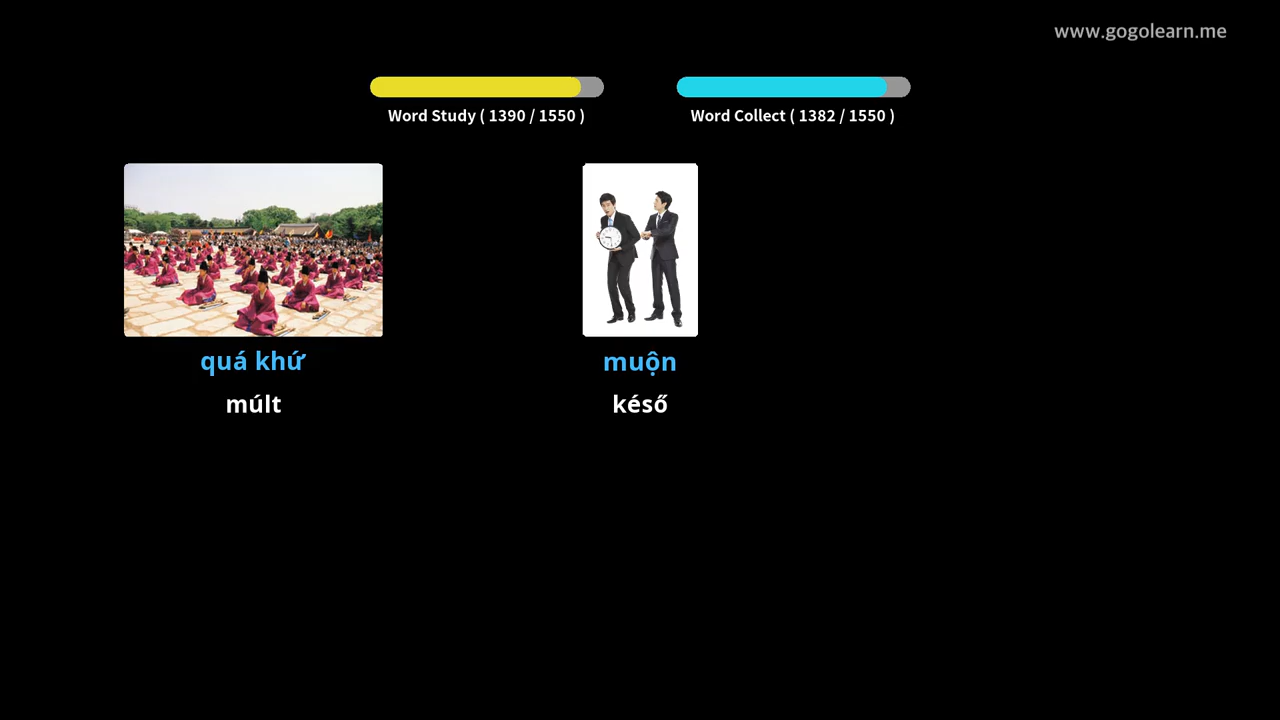 www.gogolearn.me
Word Study ( 1390 / 1550 )
Word Collect ( 1382 / 1550 )
quá khứ
múlt
muộn
késő